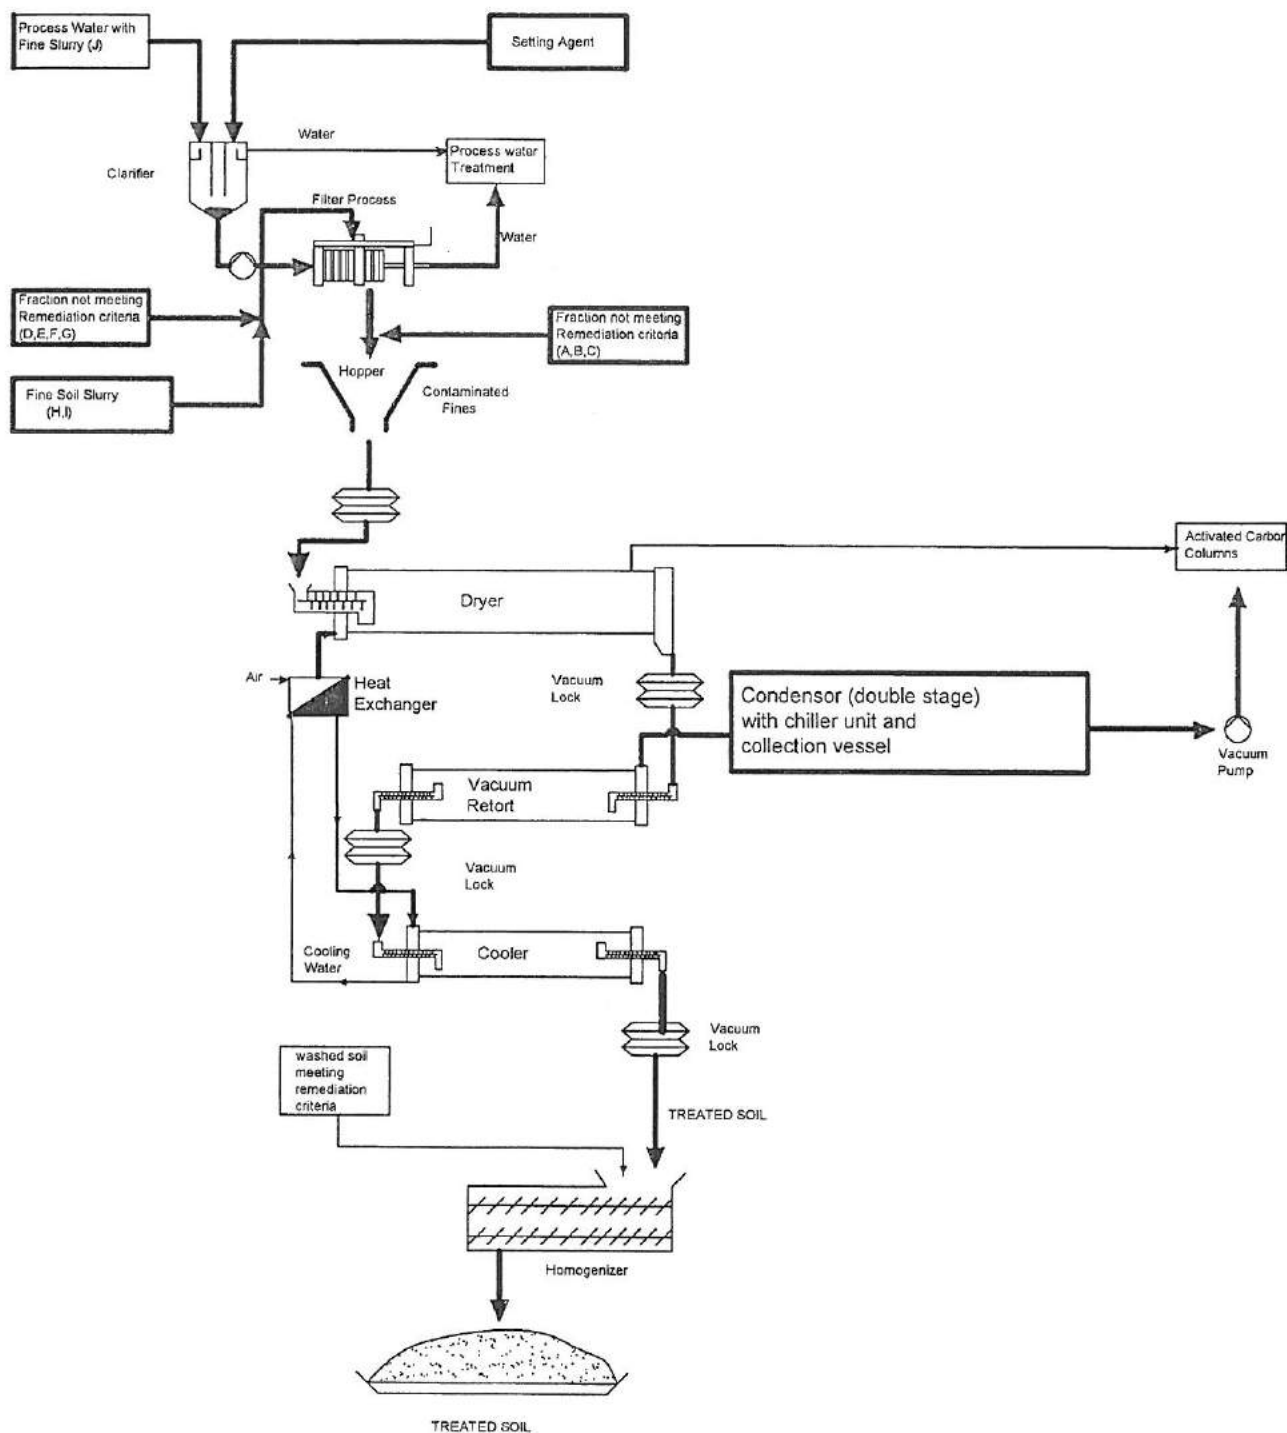 Process Water with
Fine Slurry (J)
Setting Agent
Water
Process water
Treatment
Clarifier
Filter Process
Water
Fraction not meeting
Remediation criteria
(D,E,F,G)
Fraction not meeting
Remediation criteria
(A,B,C)
Hopper
Contaminated
Fines
Fine Soil Slurry
(H,I)
Activated Carbon
Columns
Dryer
Air
Heat
Exchanger
Vacuum
Lock
Condensor (double stage)
with chiller unit and
collection vessel
Vacuum
Pump
Vacuum
Retort
Vacuum
Lock
Cooling
Water
Cooler
Vacuum
Lock
washed soil
meeting
remediation
criteria
TREATED SOIL
Homogenizer
TREATED SOIL